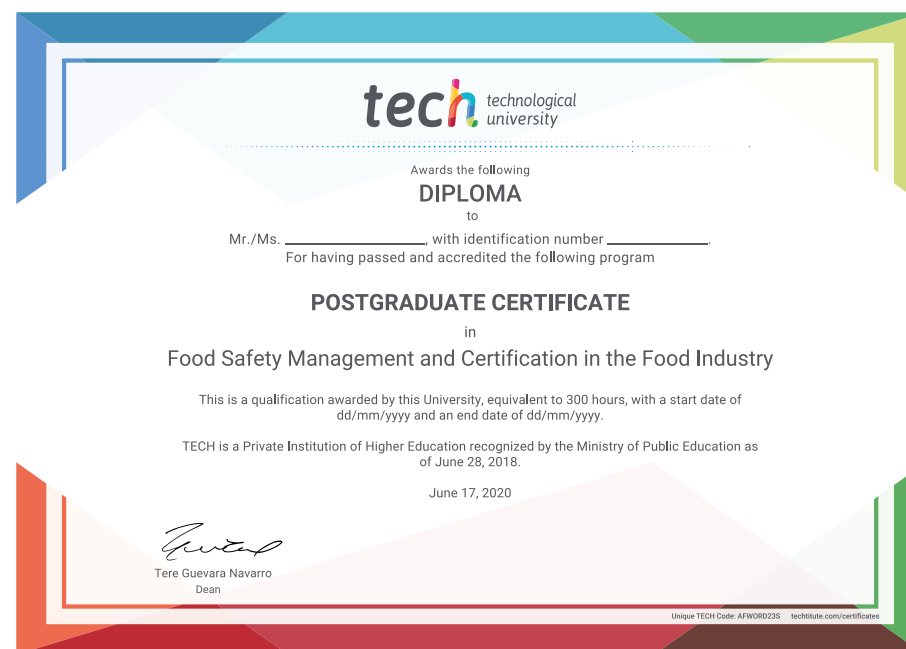 tech technological
university
Awards the following
DIPLOMA
to
Mr./Ms. ____________________, with identification number ______________.
For having passed and accredited the following program
POSTGRADUATE CERTIFICATE
in
Food Safety Management and Certification in the Food Industry
This is a qualification awarded by this University, equivalent to 300 hours, with a start date of
dd/mm/yyyy and an end date of dd/mm/yyyy.
TECH is a Private Institution of Higher Education recognized by the Ministry of Public Education as
of June 28, 2018.
June 17, 2020
Tere Guevara Navarro
Dean
Unique TECH Code: AFWORD23S techtitute.com/certificates